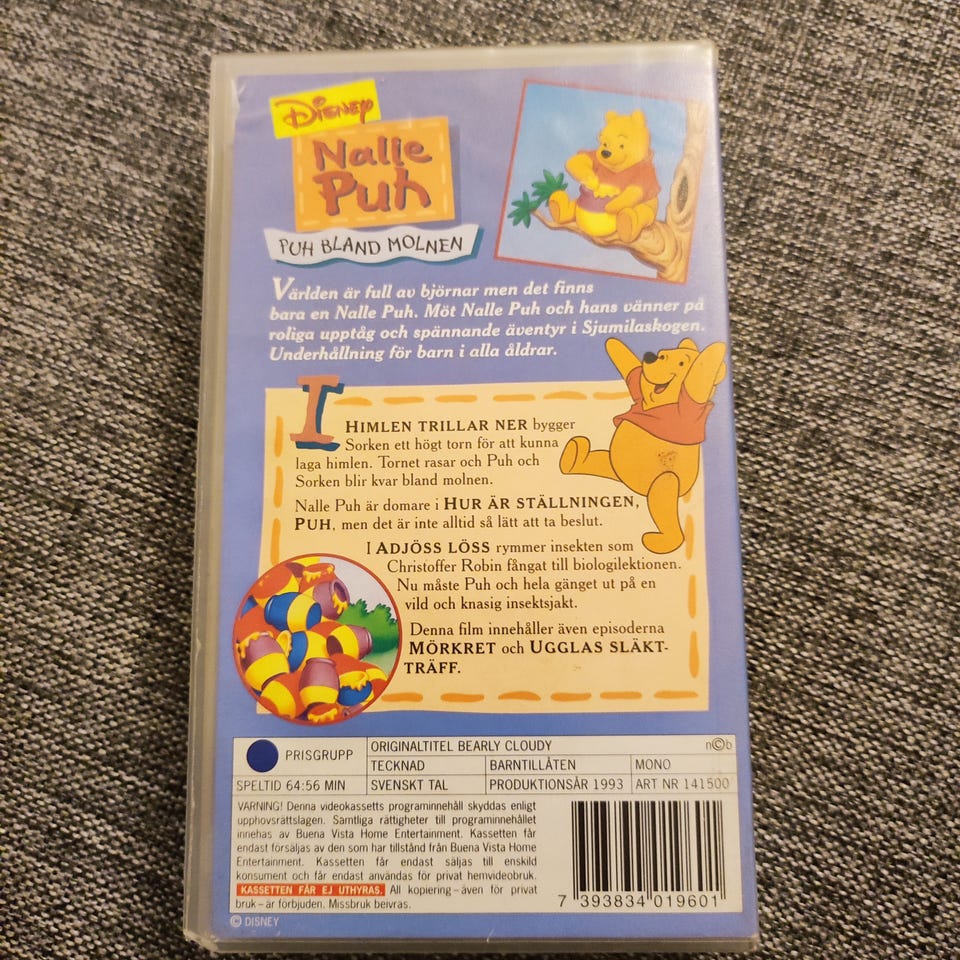 DISNEY
Nalle
Puh
PUH BLAND MOLNEN
Världen är full av björnar men det finns
bara en Nalle Puh. Möt Nalle Puh och hans vänner på
roliga upptåg och spännande äventyr i Sjumilaskogen.
Underhållning för barn i alla åldrar.
I HIMLEN TRILLAR NER bygger
Sorken ett högt torn för att kunna
laga himlen. Tornet rasar och Puh och
Sorken blir kvar bland molnen.
Nalle Puh är domare i HUR ÄR STÄLLNINGEN,
PUH, men det är inte alltid så lätt att ta beslut.
I ADJÖSS LÖSS rymmer insekten som
Christoffer Robin fångat till biologilektionen.
Nu måste Puh och hela gänget ut på en
vild och knasig insektsjakt.
Denna film innehåller även episoderna
MÖRKRET och UGGLAS SLÄKT-
TRÄFF.
PRISGRUPP
ORIGINALTITEL BEARLY CLOUDY
n©b
TECKNAD BARNTILLÅTEN MONO
SPELTID 64:56 MIN SVENSKT TAL PRODUKTIONSÅR 1993 ART NR 141500
VARNING! Denna videokassetts programinnehåll skyddas enligt
upphovsrättslagen. Samtliga rättigheter till programinnehållet
innehas av Buena Vista Home Entertainment. Kassetten får
endast försäljas av den som har tillstånd från Buena Vista Home
Entertainment. Kassetten får endast säljas till enskild
konsument och får endast användas för privat hemvideobruk.
KASSETTEN FÅR EJ UTHYRAS. All kopiering – även för privat
bruk – är förbjuden. Missbruk beivras.
7 393834 019601
© DISNEY